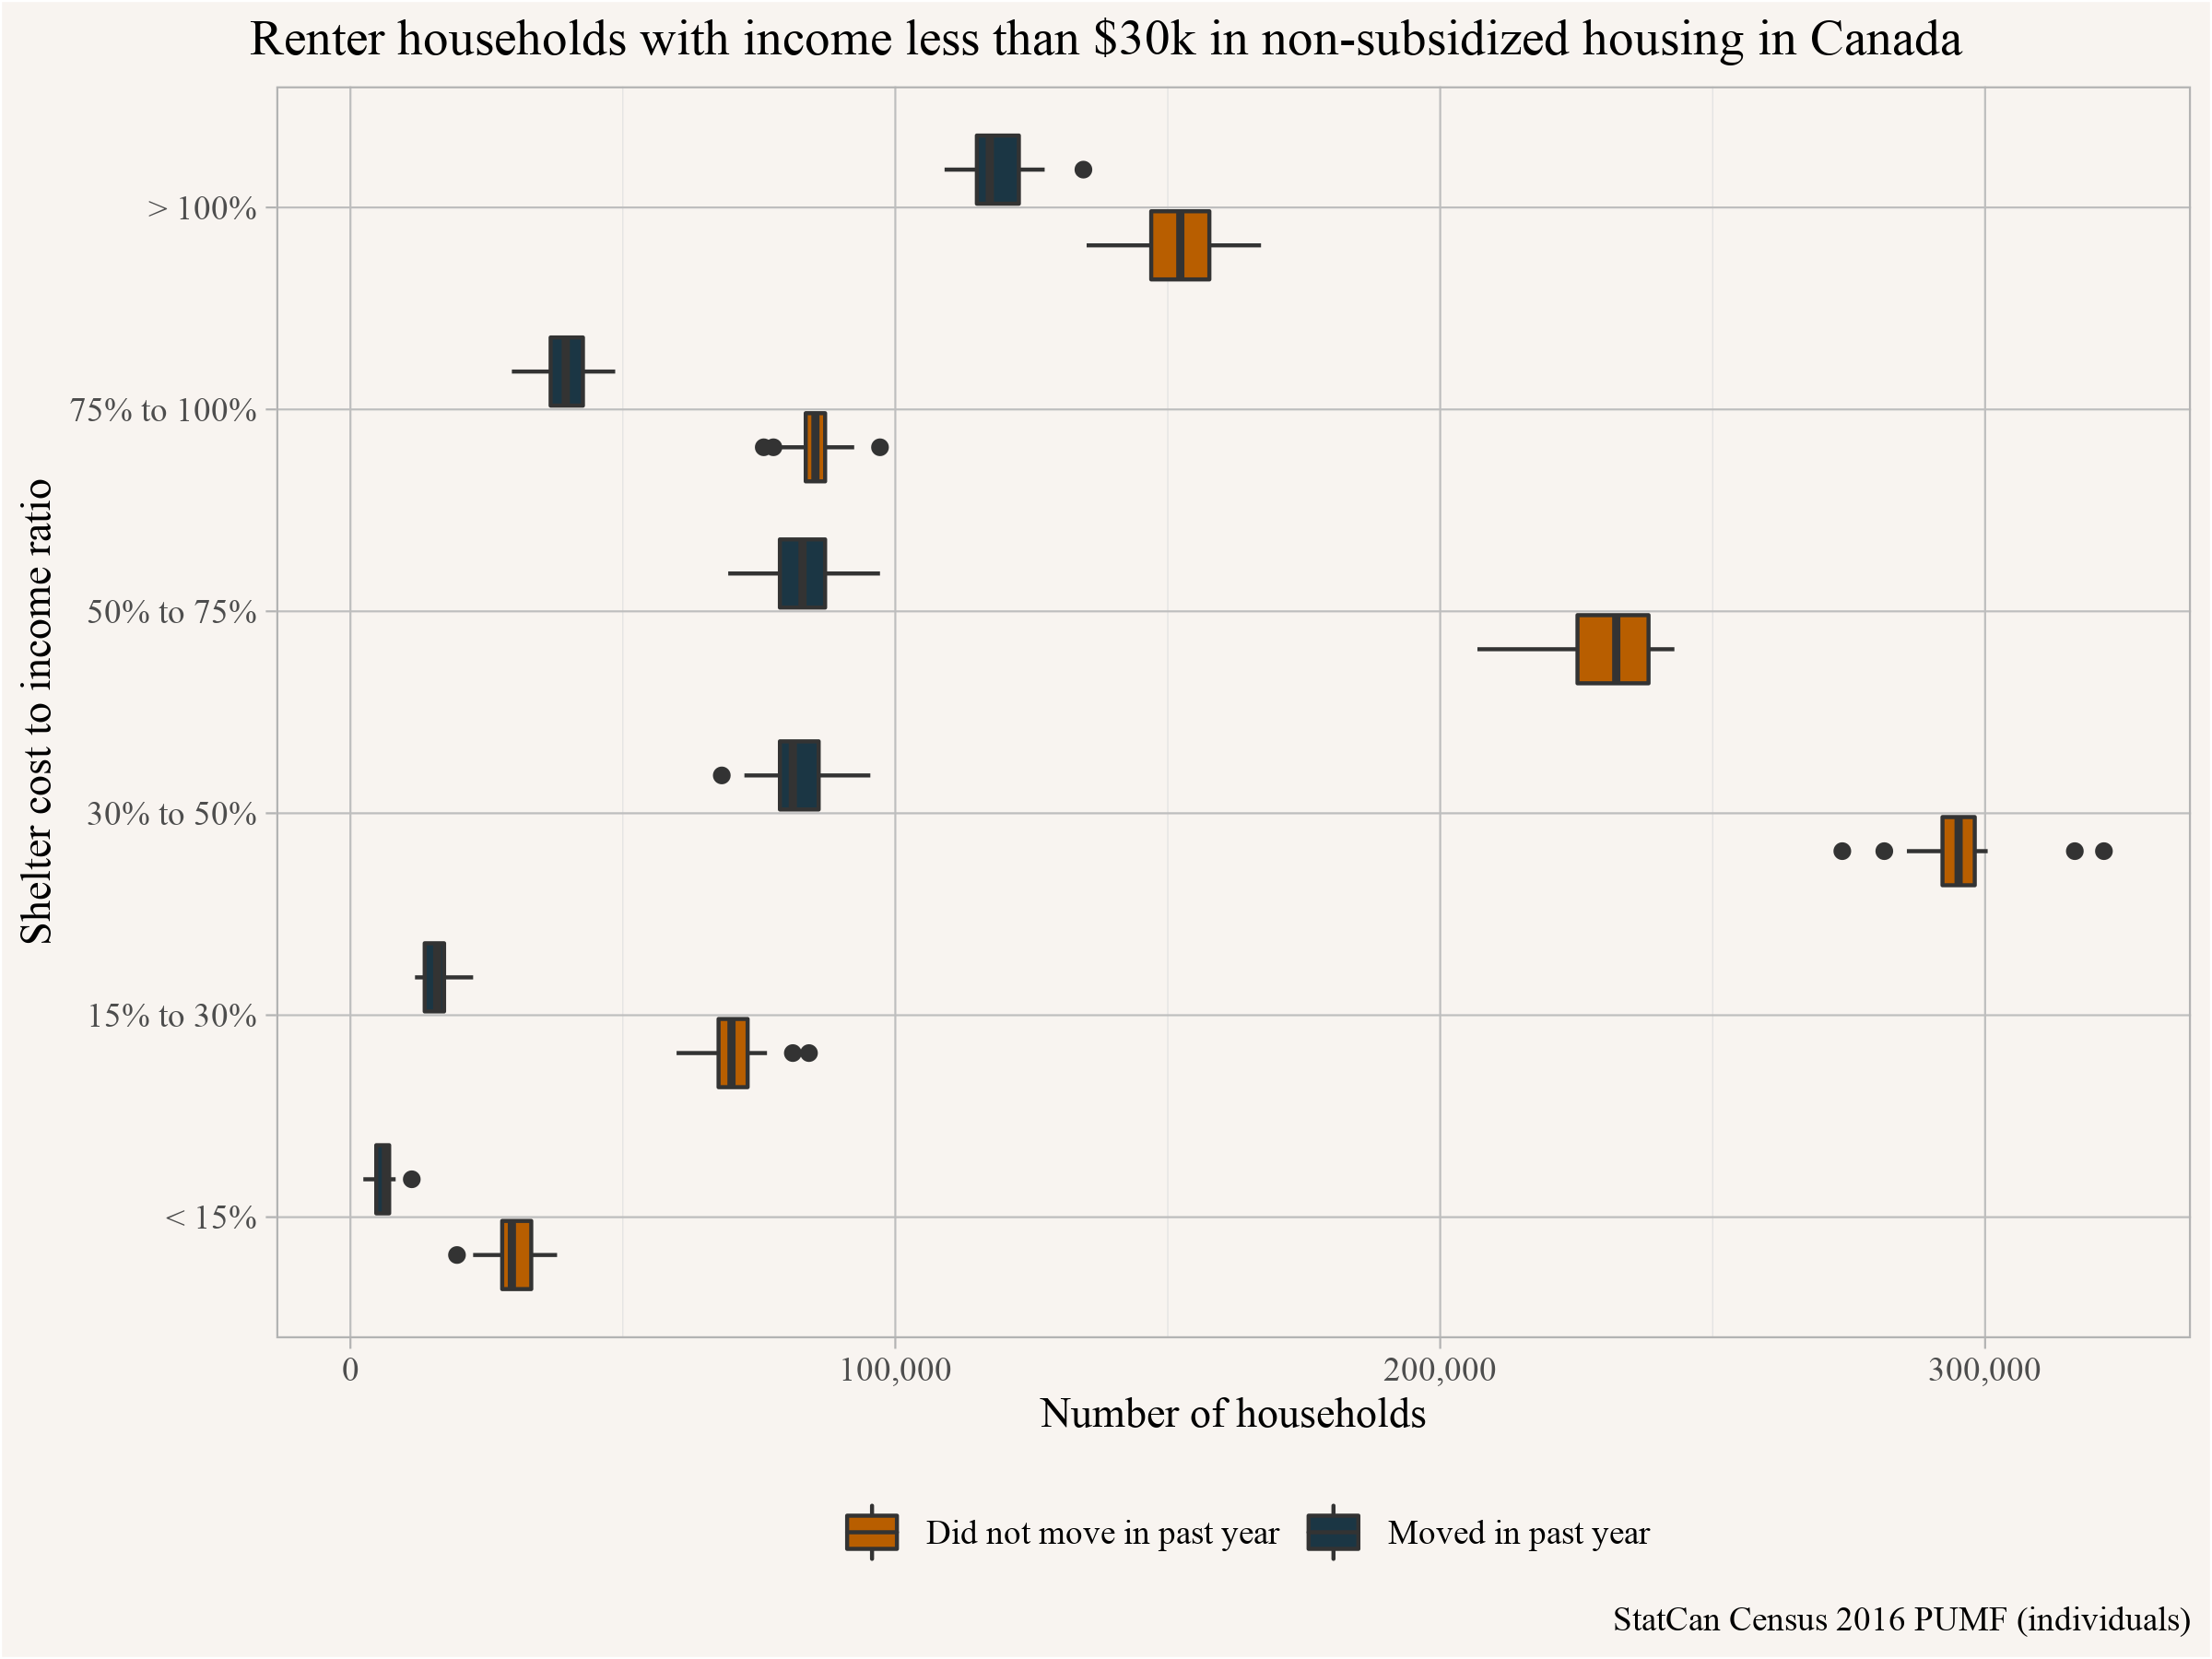 Renter households with income less than $30k in non-subsidized housing in Canada
Shelter cost to income ratio
> 100%
75% to 100%
50% to 75%
30% to 50%
15% to 30%
< 15%
0
100,000
200,000
300,000
Number of households
Did not move in past year
Moved in past year
StatCan Census 2016 PUMF (individuals)